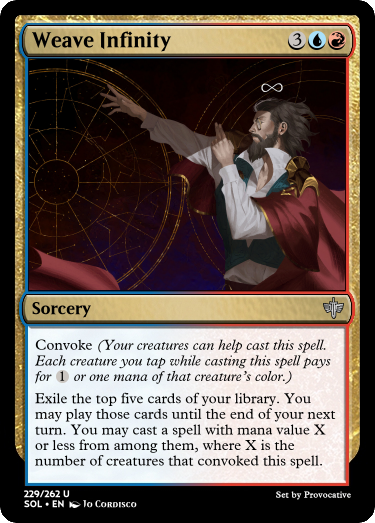 Weave Infinity 3
∞
Sorcery
Convoke (Your creatures can help cast this spell.
Each creature you tap while casting this spell pays
for 1 or one mana of that creature's color.)
Exile the top five cards of your library. You
may play those cards until the end of your next
turn. You may cast a spell with mana value X
or less from among them, where X is the
number of creatures that convoked this spell.
229/262 U
SOL • EN Jo Cordisco
Set by Provocative